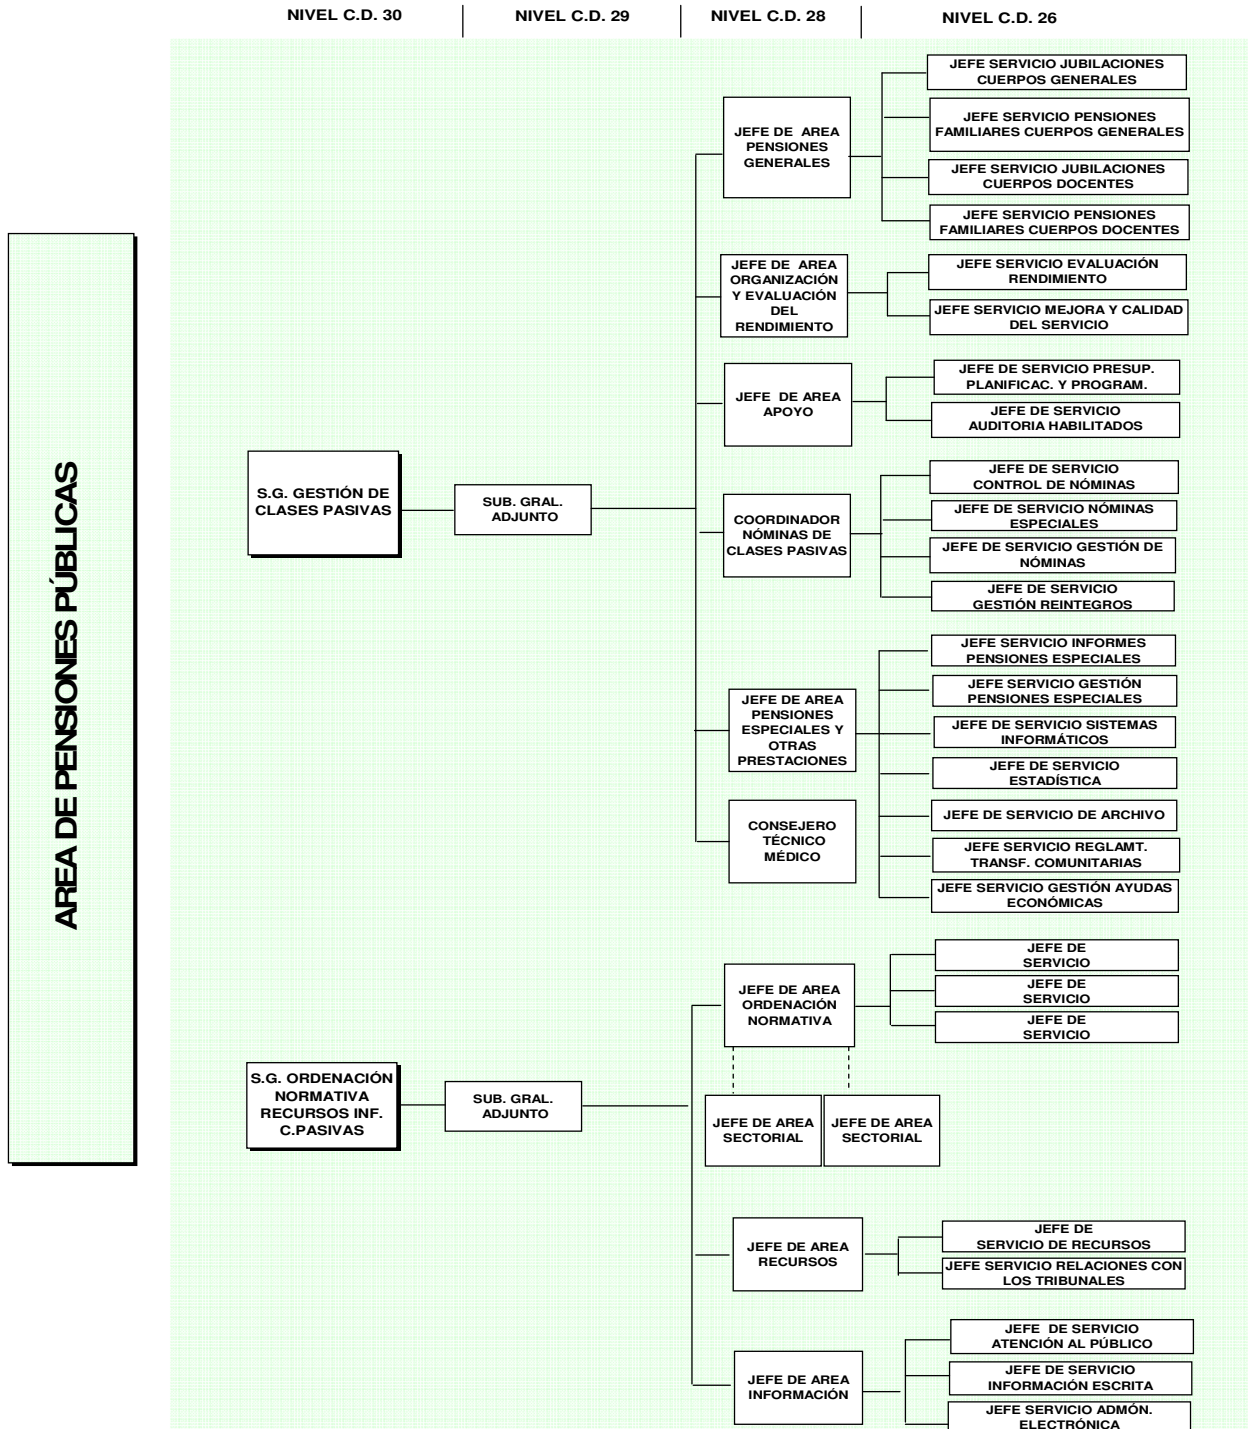 NIVEL C.D. 30
NIVEL C.D. 29
NIVEL C.D. 28
NIVEL C.D. 26
AREA DE PENSIONES PÚBLICAS
S.G. GESTIÓN DE
CLASES PASIVAS
SUB. GRAL.
ADJUNTO
JEFE DE AREA
PENSIONES
GENERALES
JEFE SERVICIO JUBILACIONES
CUERPOS GENERALES
JEFE SERVICIO PENSIONES
FAMILIARES CUERPOS GENERALES
JEFE SERVICIO JUBILACIONES
CUERPOS DOCENTES
JEFE SERVICIO PENSIONES
FAMILIARES CUERPOS DOCENTES
JEFE DE AREA
ORGANIZACIÓN
Y EVALUACIÓN
DEL
RENDIMIENTO
JEFE SERVICIO EVALUACIÓN
RENDIMIENTO
JEFE SERVICIO MEJORA Y CALIDAD
DEL SERVICIO
JEFE DE AREA
APOYO
JEFE DE SERVICIO PRESUP.
PLANIFICAC. Y PROGRAM.
JEFE DE SERVICIO
AUDITORIA HABILITADOS
COORDINADOR
NÓMINAS DE
CLASES PASIVAS
JEFE DE SERVICIO
CONTROL DE NÓMINAS
JEFE DE SERVICIO NÓMINAS
ESPECIALES
JEFE DE SERVICIO GESTIÓN DE
NÓMINAS
JEFE DE SERVICIO
GESTIÓN REINTEGROS
JEFE DE AREA
PENSIONES
ESPECIALES Y
OTRAS
PRESTACIONES
JEFE SERVICIO INFORMES
PENSIONES ESPECIALES
JEFE SERVICIO GESTIÓN
PENSIONES ESPECIALES
JEFE DE SERVICIO SISTEMAS
INFORMÁTICOS
JEFE DE SERVICIO
ESTADÍSTICA
JEFE DE SERVICIO DE ARCHIVO
JEFE SERVICIO REGLAMT.
TRANSF. COMUNITARIAS
JEFE SERVICIO GESTIÓN AYUDAS
ECONÓMICAS
CONSEJERO
TÉCNICO
MÉDICO
S.G. ORDENACIÓN
NORMATIVA
RECURSOS INF.
C.PASIVAS
SUB. GRAL.
ADJUNTO
JEFE DE AREA
ORDENACIÓN
NORMATIVA
JEFE DE
SERVICIO
JEFE DE
SERVICIO
JEFE DE
SERVICIO
JEFE DE AREA
SECTORIAL
JEFE DE AREA
SECTORIAL
JEFE DE AREA
RECURSOS
JEFE DE
SERVICIO DE RECURSOS
JEFE SERVICIO RELACIONES CON
LOS TRIBUNALES
JEFE DE AREA
INFORMACIÓN
JEFE DE SERVICIO
ATENCIÓN AL PÚBLICO
JEFE DE SERVICIO
INFORMACIÓN ESCRITA
JEFE SERVICIO ADMÓN.
ELECTRÓNICA